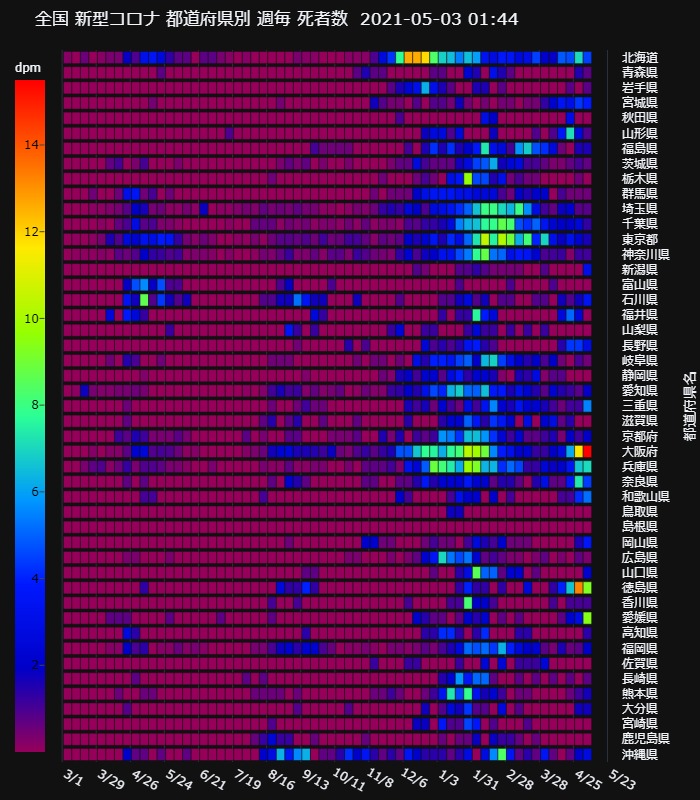 全国 新型コロナ 都道府県別 週毎 死者数 2021-05-03 01:44
dpm
14
12
10
8
6
4
2
北海道
青森県
岩手県
宮城県
秋田県
山形県
福島県
茨城県
栃木県
群馬県
埼玉県
千葉県
東京都
神奈川県
新潟県
富山県
石川県
福井県
山梨県
長野県
岐阜県
静岡県
愛知県
三重県
滋賀県
京都府
大阪府
兵庫県
奈良県
和歌山県
鳥取県
島根県
岡山県
広島県
山口県
徳島県
香川県
愛媛県
高知県
福岡県
佐賀県
長崎県
熊本県
大分県
宮崎県
鹿児島県
沖縄県
都道府県名
3/1 3/29 4/26 5/24 6/21 7/19 8/16 9/13 10/11 11/8 12/6 1/3 1/31 2/28 3/28 4/25 5/23